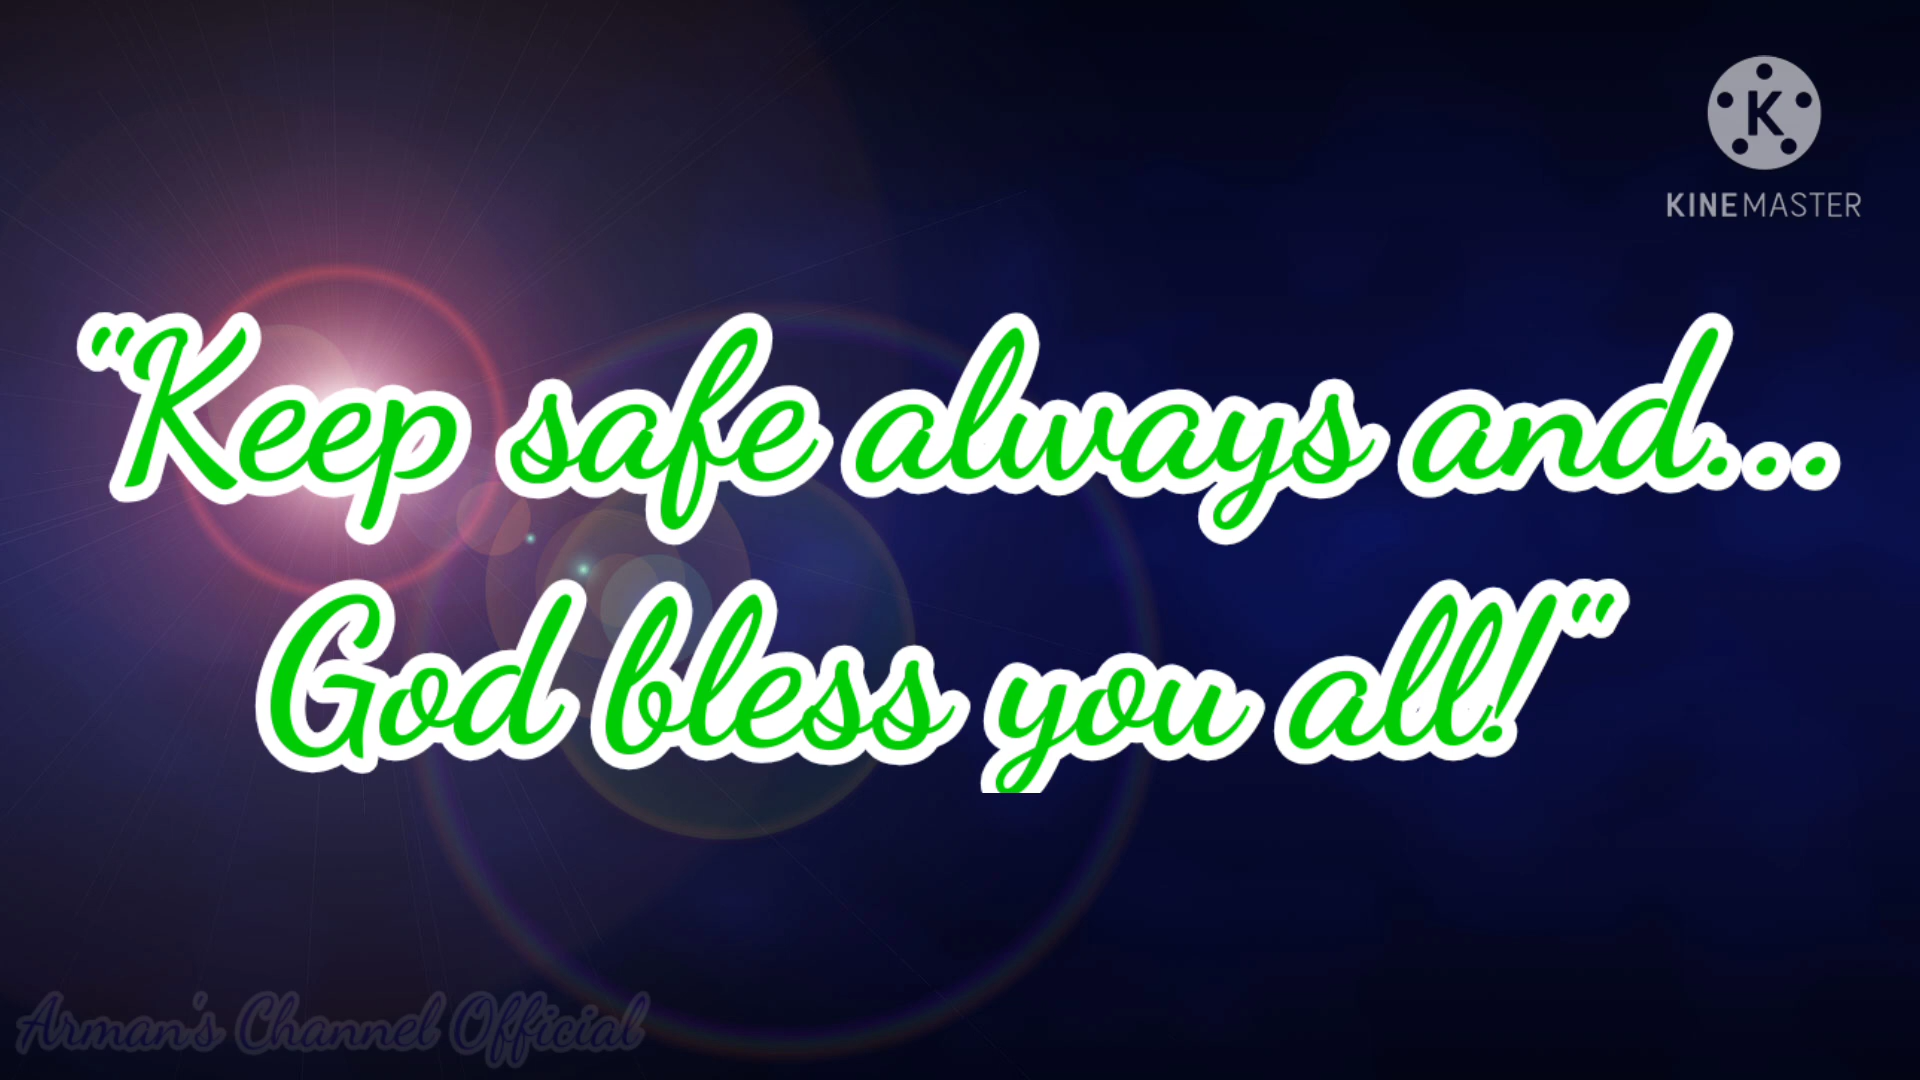 K
KINEMASTER
"Keep safe always and...
God bless you all!"
Arman's Channel Official